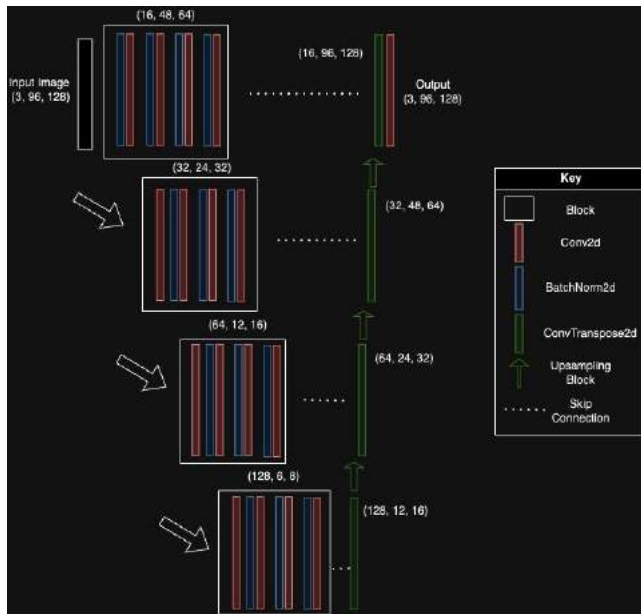 (16, 48, 64)
Input Image
(3, 96, 128)
(16, 96, 128)
Output
(3, 96, 128)
(32, 24, 32)
(32, 48, 64)
(64, 12, 16)
(64, 24, 32)
(128, 6, 8)
(128, 12, 16)
Key
Block
Conv2d
BatchNorm2d
ConvTranspose2d
Upsampling
Block
Skip
Connection